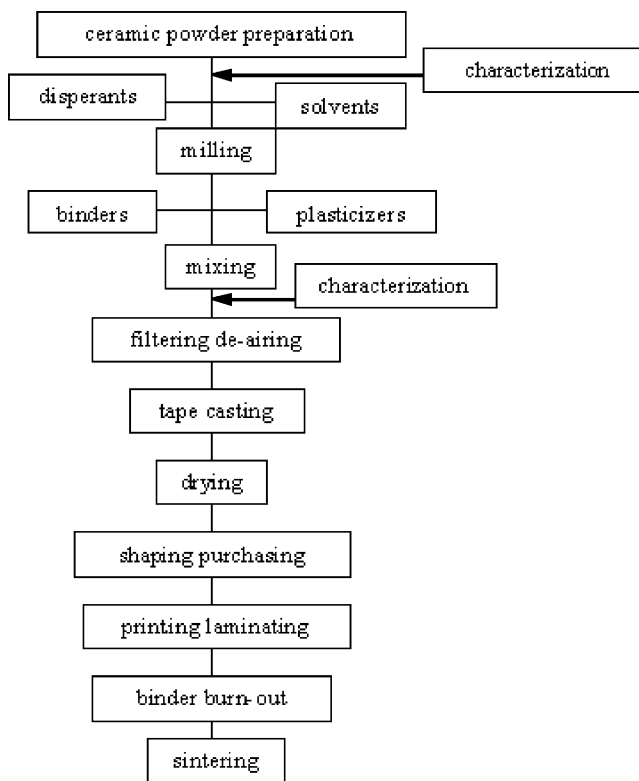 ceramic powder preparation
characterization
disperants
solvents
milling
binders
plasticizers
mixing
characterization
filtering de-airing
tape casting
drying
shaping purchasing
printing laminating
binder burn-out
sintering